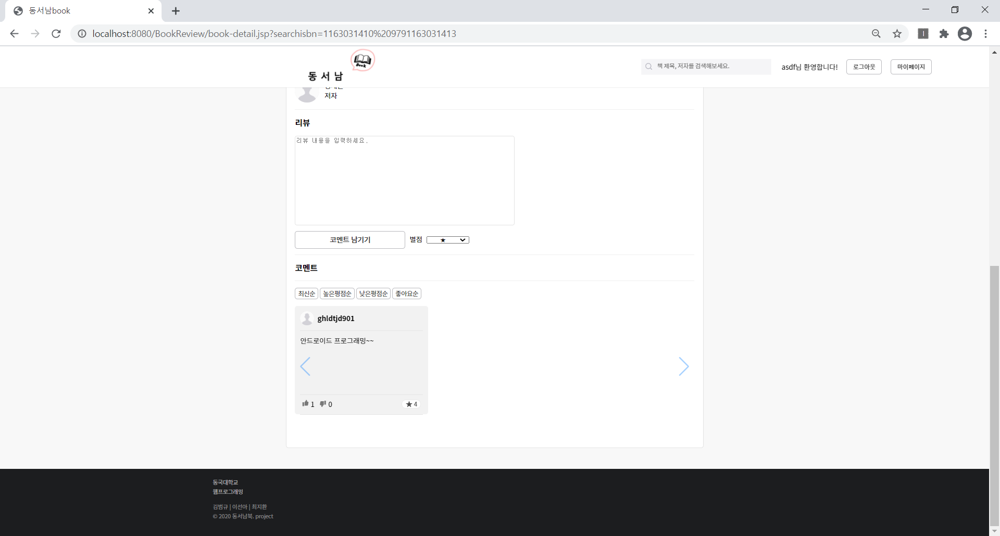 동서남book
localhost:8080/BookReview/book-detail.jsp?searchisbn=1163031410%209791163031413
Book
동 서 남
책 제목, 저자를 검색해보세요.
asdf님 환영합니다!
로그아웃
마이페이지
저자
리뷰
리뷰 내용을 입력하세요.
코멘트 남기기
별점
★
코멘트
최신순 높은평점순 낮은평점순 좋아요순
ghldtjd901
안드로이드 프로그래밍~~
1 0 ★ 4
동국대학교
웹프로그래밍
김범규 | 이선아 | 최지환
© 2020 동서남북. project